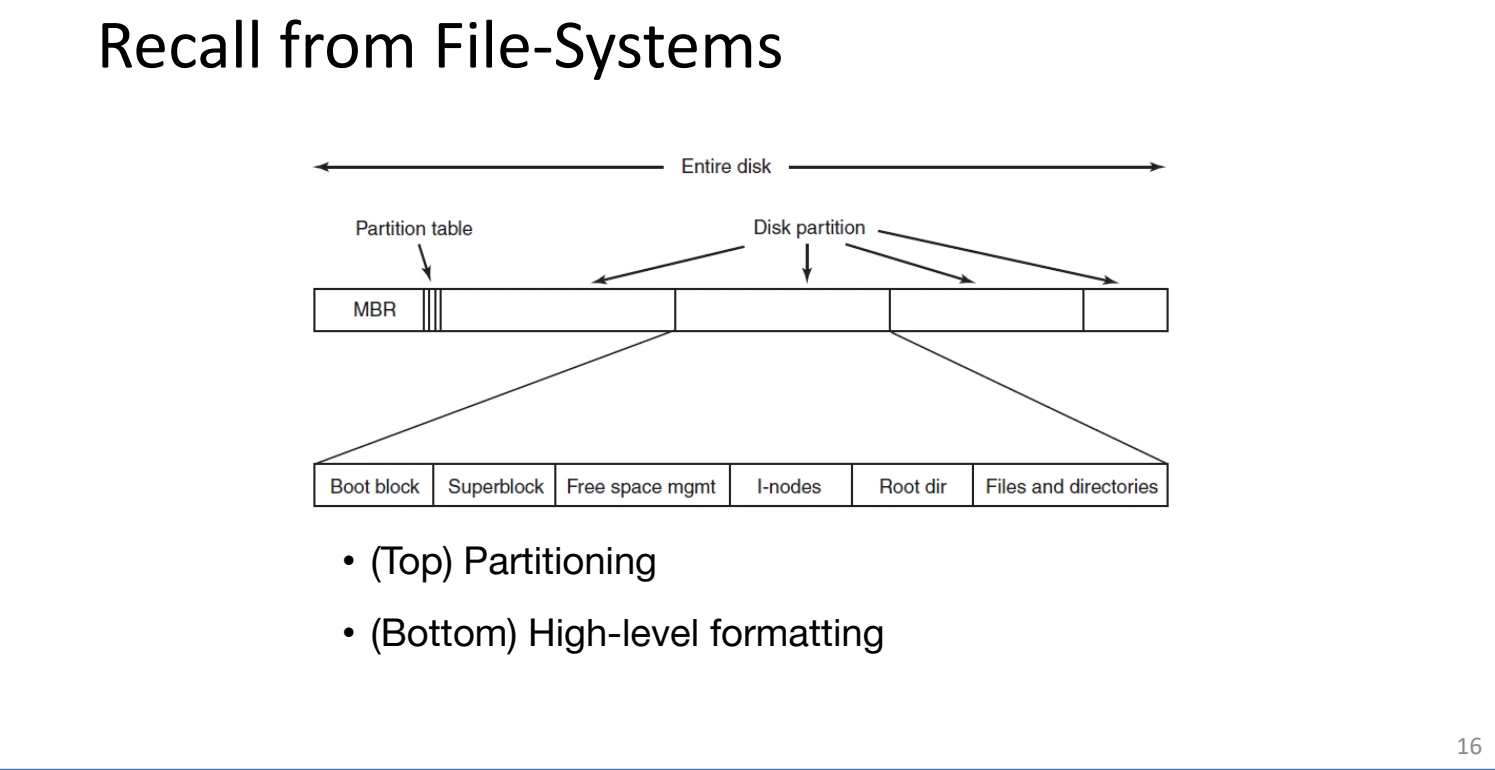 Recall from File-Systems
Entire disk
Partition table
Disk partition
MBR
Boot block
Superblock
Free space mgmt
I-nodes
Root dir
Files and directories
• (Top) Partitioning
• (Bottom) High-level formatting
16